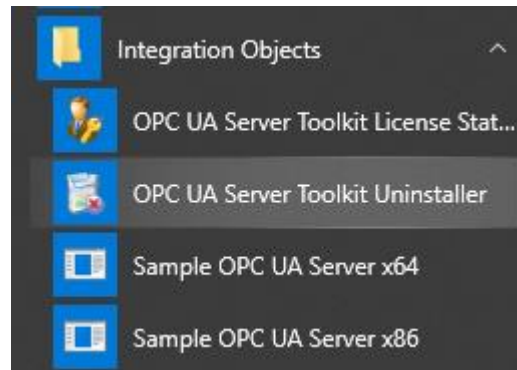 Integration Objects
OPC UA Server Toolkit License Stat...
OPC UA Server Toolkit Uninstaller
Sample OPC UA Server x64
Sample OPC UA Server x86